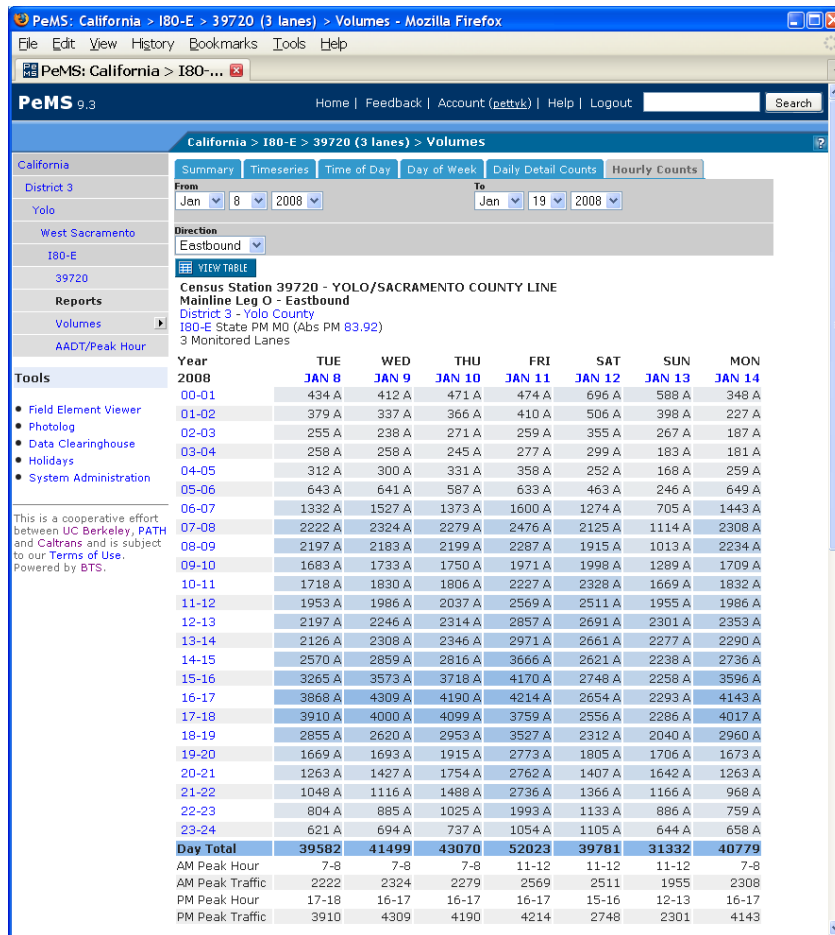 PeMS: California > I80-E > 39720 (3 lanes) > Volumes - Mozilla Firefox
File Edit View History Bookmarks Tools Help
PeMS: California > I80-...
PeMS 9.3 Home | Feedback | Account (pettyk) | Help | Logout Search
California > I80-E > 39720 (3 lanes) > Volumes ?
California
District 3
Yolo
West Sacramento
I80-E
39720
Reports
Volumes
AADT/Peak Hour
Tools
Field Element Viewer
Photolog
Data Clearinghouse
Holidays
System Administration
This is a cooperative effort
between UC Berkeley, PATH
and Caltrans and is subject
to our Terms of Use.
Powered by BTS.
Summary Timeseries Time of Day Day of Week Daily Detail Counts Hourly Counts
From To
Jan 8 2008 Jan 19 2008
Direction
Eastbound
VIEW TABLE
Census Station 39720 - YOLO/SACRAMENTO COUNTY LINE
Mainline Leg O - Eastbound
District 3 - Yolo County
I80-E State PM M0 (Abs PM 83.92)
3 Monitored Lanes
Year TUE WED THU FRI SAT SUN MON
2008 JAN 8 JAN 9 JAN 10 JAN 11 JAN 12 JAN 13 JAN 14
00-01 434 A 412 A 471 A 474 A 696 A 588 A 348 A
01-02 379 A 337 A 366 A 410 A 506 A 398 A 227 A
02-03 255 A 238 A 271 A 259 A 355 A 267 A 187 A
03-04 258 A 258 A 245 A 277 A 299 A 183 A 181 A
04-05 312 A 300 A 331 A 358 A 252 A 168 A 259 A
05-06 643 A 641 A 587 A 633 A 463 A 246 A 649 A
06-07 1332 A 1527 A 1373 A 1600 A 1274 A 705 A 1443 A
07-08 2222 A 2324 A 2279 A 2476 A 2125 A 1114 A 2308 A
08-09 2197 A 2183 A 2199 A 2287 A 1915 A 1013 A 2234 A
09-10 1683 A 1733 A 1750 A 1971 A 1998 A 1289 A 1709 A
10-11 1718 A 1830 A 1806 A 2227 A 2328 A 1669 A 1832 A
11-12 1953 A 1986 A 2037 A 2569 A 2511 A 1955 A 1986 A
12-13 2197 A 2246 A 2314 A 2857 A 2691 A 2301 A 2353 A
13-14 2126 A 2308 A 2346 A 2971 A 2661 A 2277 A 2290 A
14-15 2570 A 2859 A 2816 A 3666 A 2621 A 2238 A 2736 A
15-16 3265 A 3573 A 3718 A 4170 A 2748 A 2258 A 3596 A
16-17 3868 A 4309 A 4190 A 4214 A 2654 A 2293 A 4143 A
17-18 3910 A 4000 A 4099 A 3759 A 2556 A 2286 A 4017 A
18-19 2855 A 2620 A 2953 A 3527 A 2312 A 2040 A 2960 A
19-20 1669 A 1693 A 1915 A 2773 A 1805 A 1706 A 1673 A
20-21 1263 A 1427 A 1754 A 2762 A 1407 A 1642 A 1263 A
21-22 1048 A 1116 A 1488 A 2736 A 1366 A 1166 A 968 A
22-23 804 A 885 A 1025 A 1993 A 1133 A 886 A 759 A
23-24 621 A 694 A 737 A 1054 A 1105 A 644 A 658 A
Day Total 39582 41499 43070 52023 39781 31332 40779
AM Peak Hour 7-8 7-8 7-8 11-12 11-12 11-12 7-8
AM Peak Traffic 2222 2324 2279 2569 2511 1955 2308
PM Peak Hour 17-18 16-17 16-17 16-17 15-16 12-13 16-17
PM Peak Traffic 3910 4309 4190 4214 2748 2301 4143